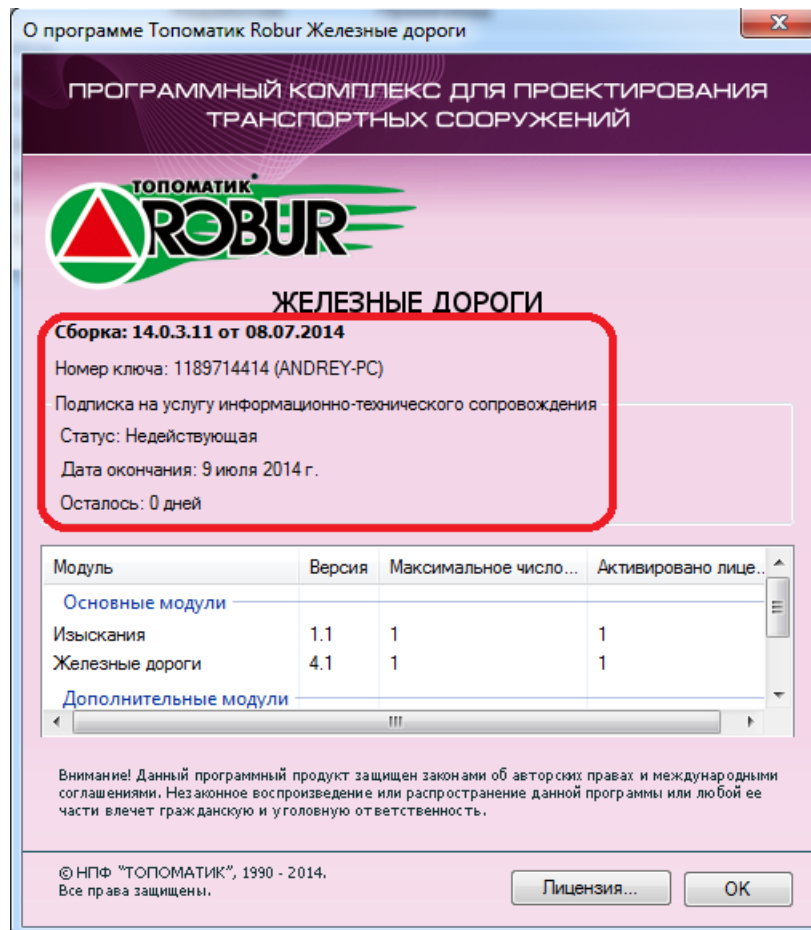 О программе Топоматик Robur Железные дороги
ПРОГРАММНЫЙ КОМПЛЕКС ДЛЯ ПРОЕКТИРОВАНИЯ
ТРАНСПОРТНЫХ СООРУЖЕНИЙ
ТОПОМАТИК
ROBUR
ЖЕЛЕЗНЫЕ ДОРОГИ
Сборка: 14.0.3.11 от 08.07.2014
Номер ключа: 1189714414 (ANDREY-PC)
Подписка на услугу информационно-технического сопровождения
Статус: Недействующая
Дата окончания: 9 июля 2014 г.
Осталось: 0 дней
Модуль Версия Максимальное число... Активировано лице...
Основные модули
Изыскания 1.1 1 1
Железные дороги 4.1 1 1
Дополнительные модули
Внимание! Данный программный продукт защищен законами об авторских правах и международными
соглашениями. Незаконное воспроизведение или распространение данной программы или любой ее
части влечет гражданскую и уголовную ответственность.
© НПФ "ТОПОМАТИК", 1990 - 2014.
Все права защищены.
Лицензия...
ОК